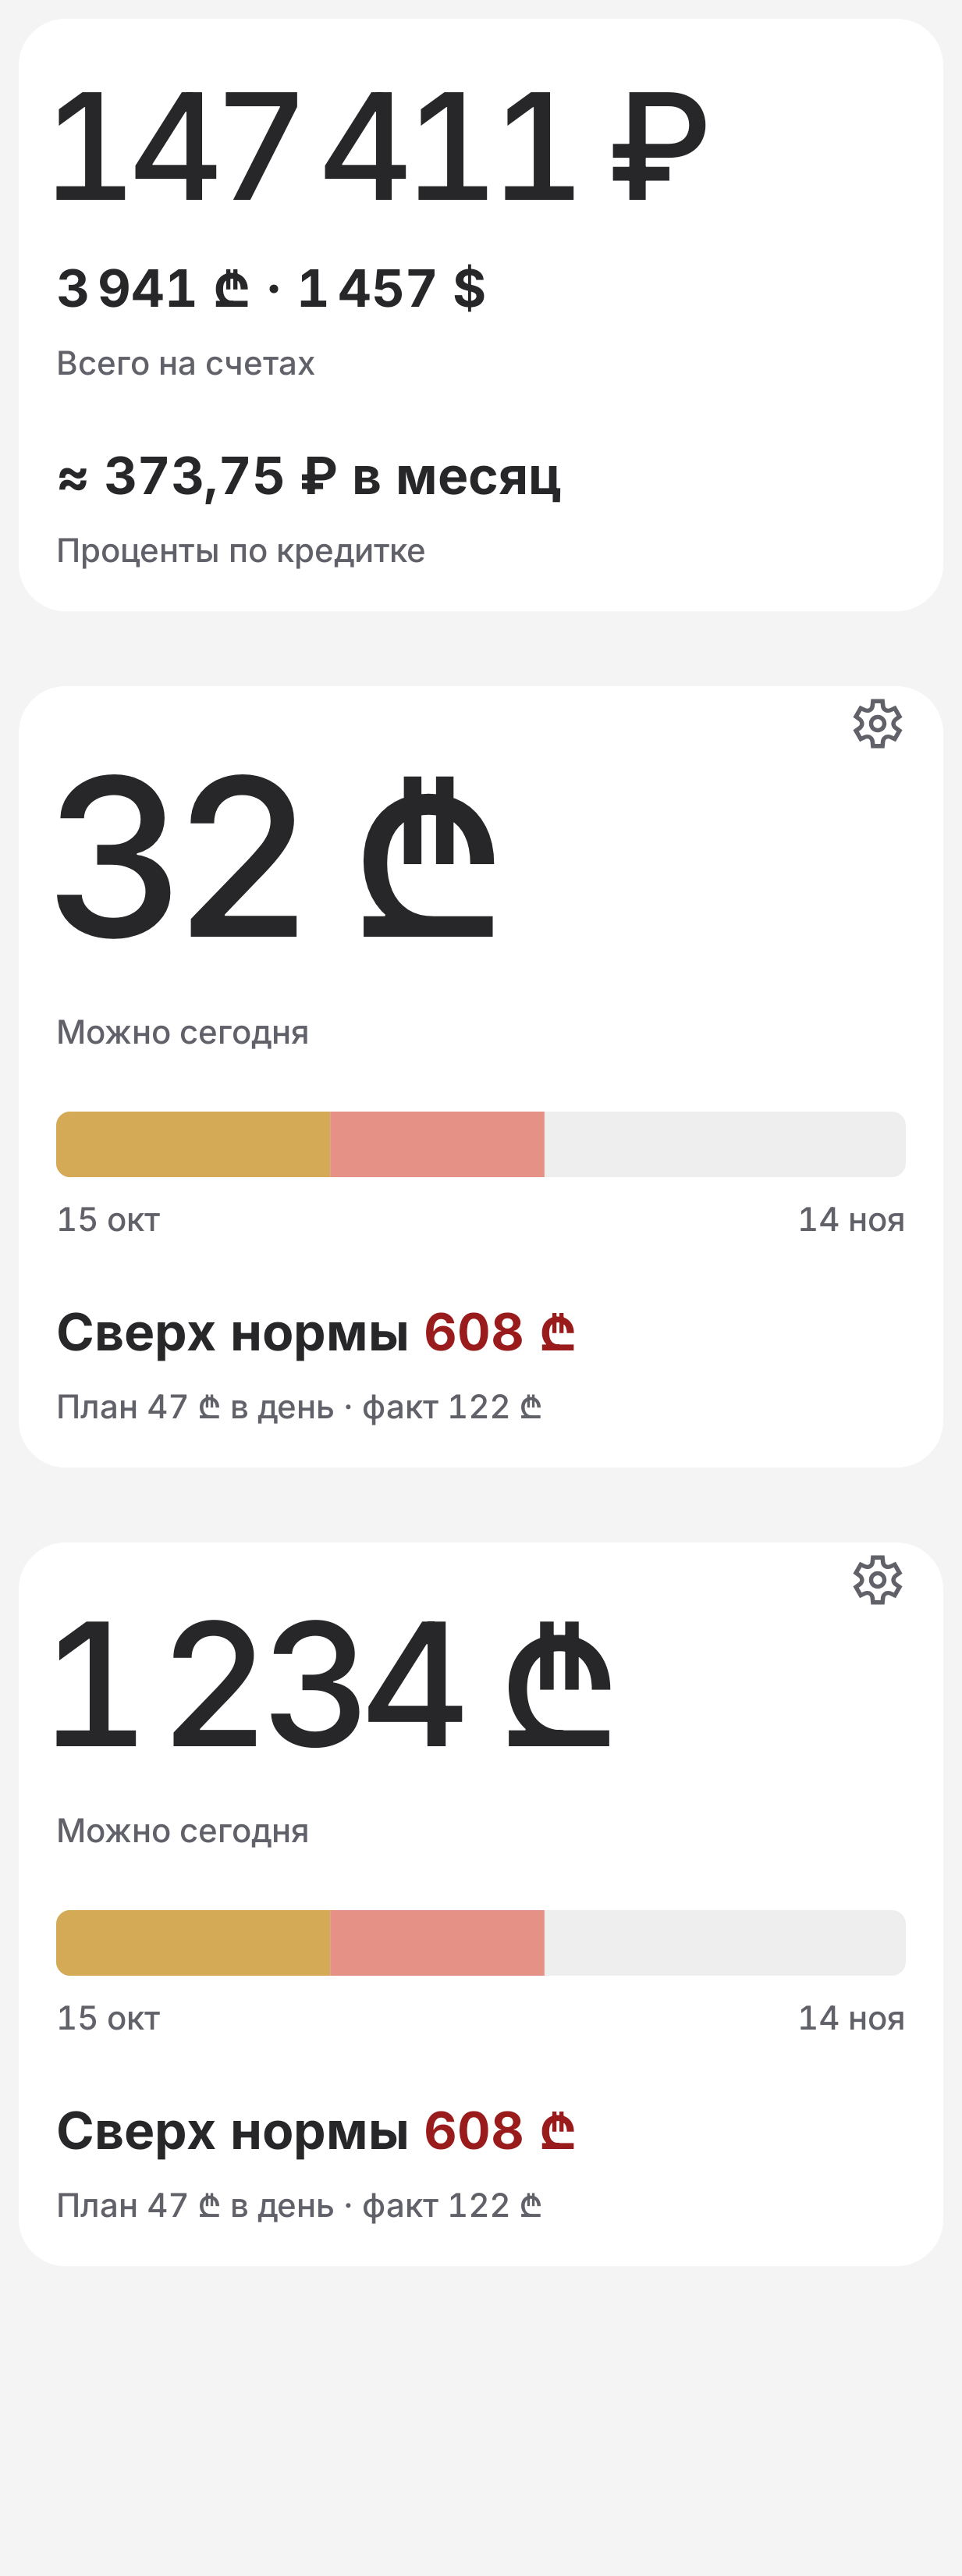 147 411 ₽
3 941 ₾ · 1 457 $
Всего на счетах
≈ 373,75 ₽ в месяц
Проценты по кредитке
32 ₾
Можно сегодня
15 окт 14 ноя
Сверх нормы 608 ₾
План 47 ₾ в день · факт 122 ₾
1 234 ₾
Можно сегодня
15 окт 14 ноя
Сверх нормы 608 ₾
План 47 ₾ в день · факт 122 ₾